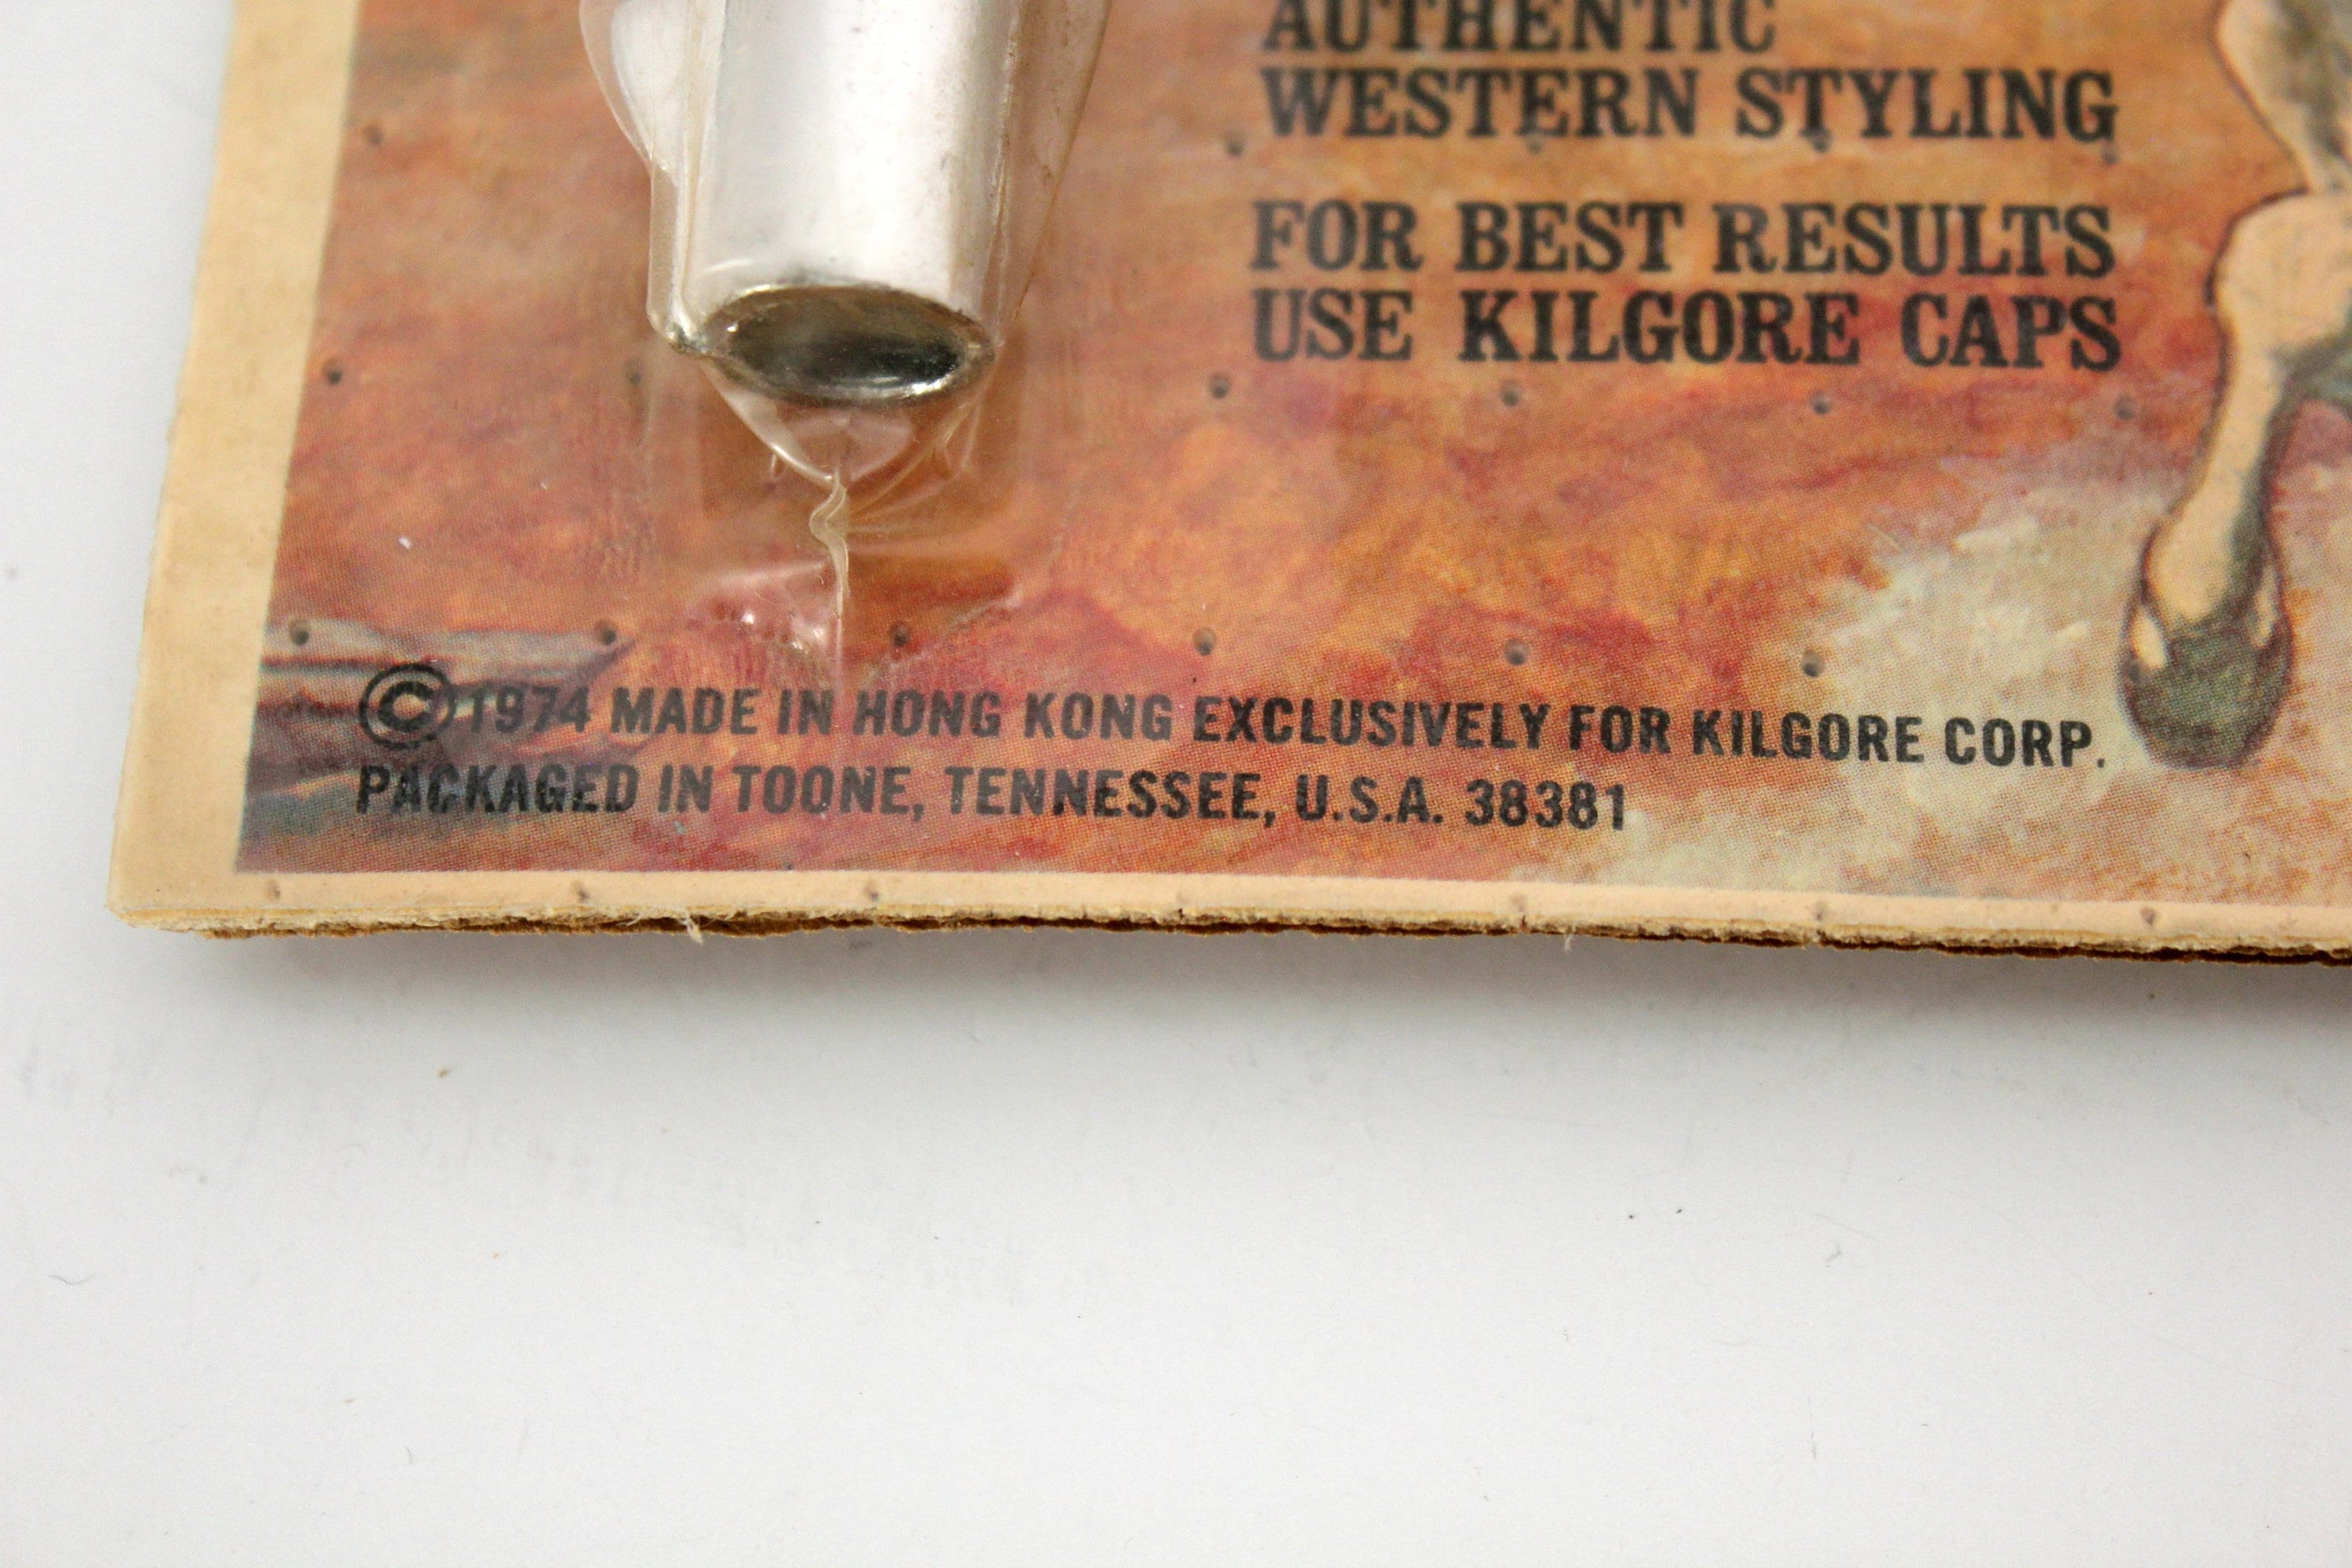 AUTHENTIC
WESTERN STYLING
FOR BEST RESULTS
USE KILGORE CAPS
© 1974 MADE IN HONG KONG EXCLUSIVELY FOR KILGORE CORP.
PACKAGED IN TOONE, TENNESSEE, U.S.A. 38381